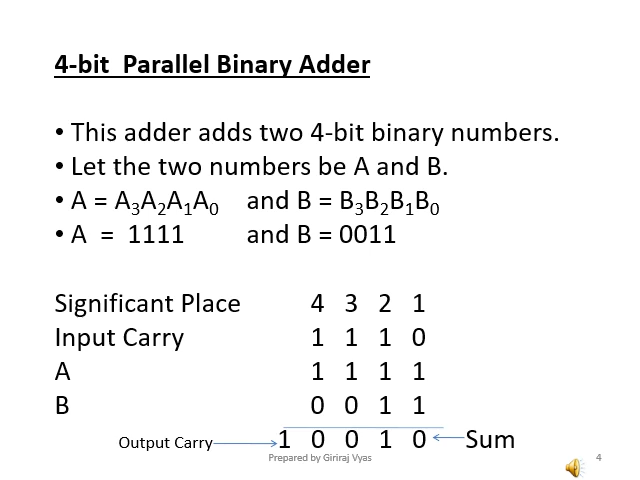 4-bit Parallel Binary Adder
• This adder adds two 4-bit binary numbers.
• Let the two numbers be A and B.
• A = A₃A₂A₁A₀ and B = B₃B₂B₁B₀
• A = 1111 and B = 0011
Significant Place 4 3 2 1
Input Carry 1 1 1 0
A 1 1 1 1
B 0 0 1 1
Output Carry 1 0 0 1 0 Sum
Prepared by Giriraj Vyas 4